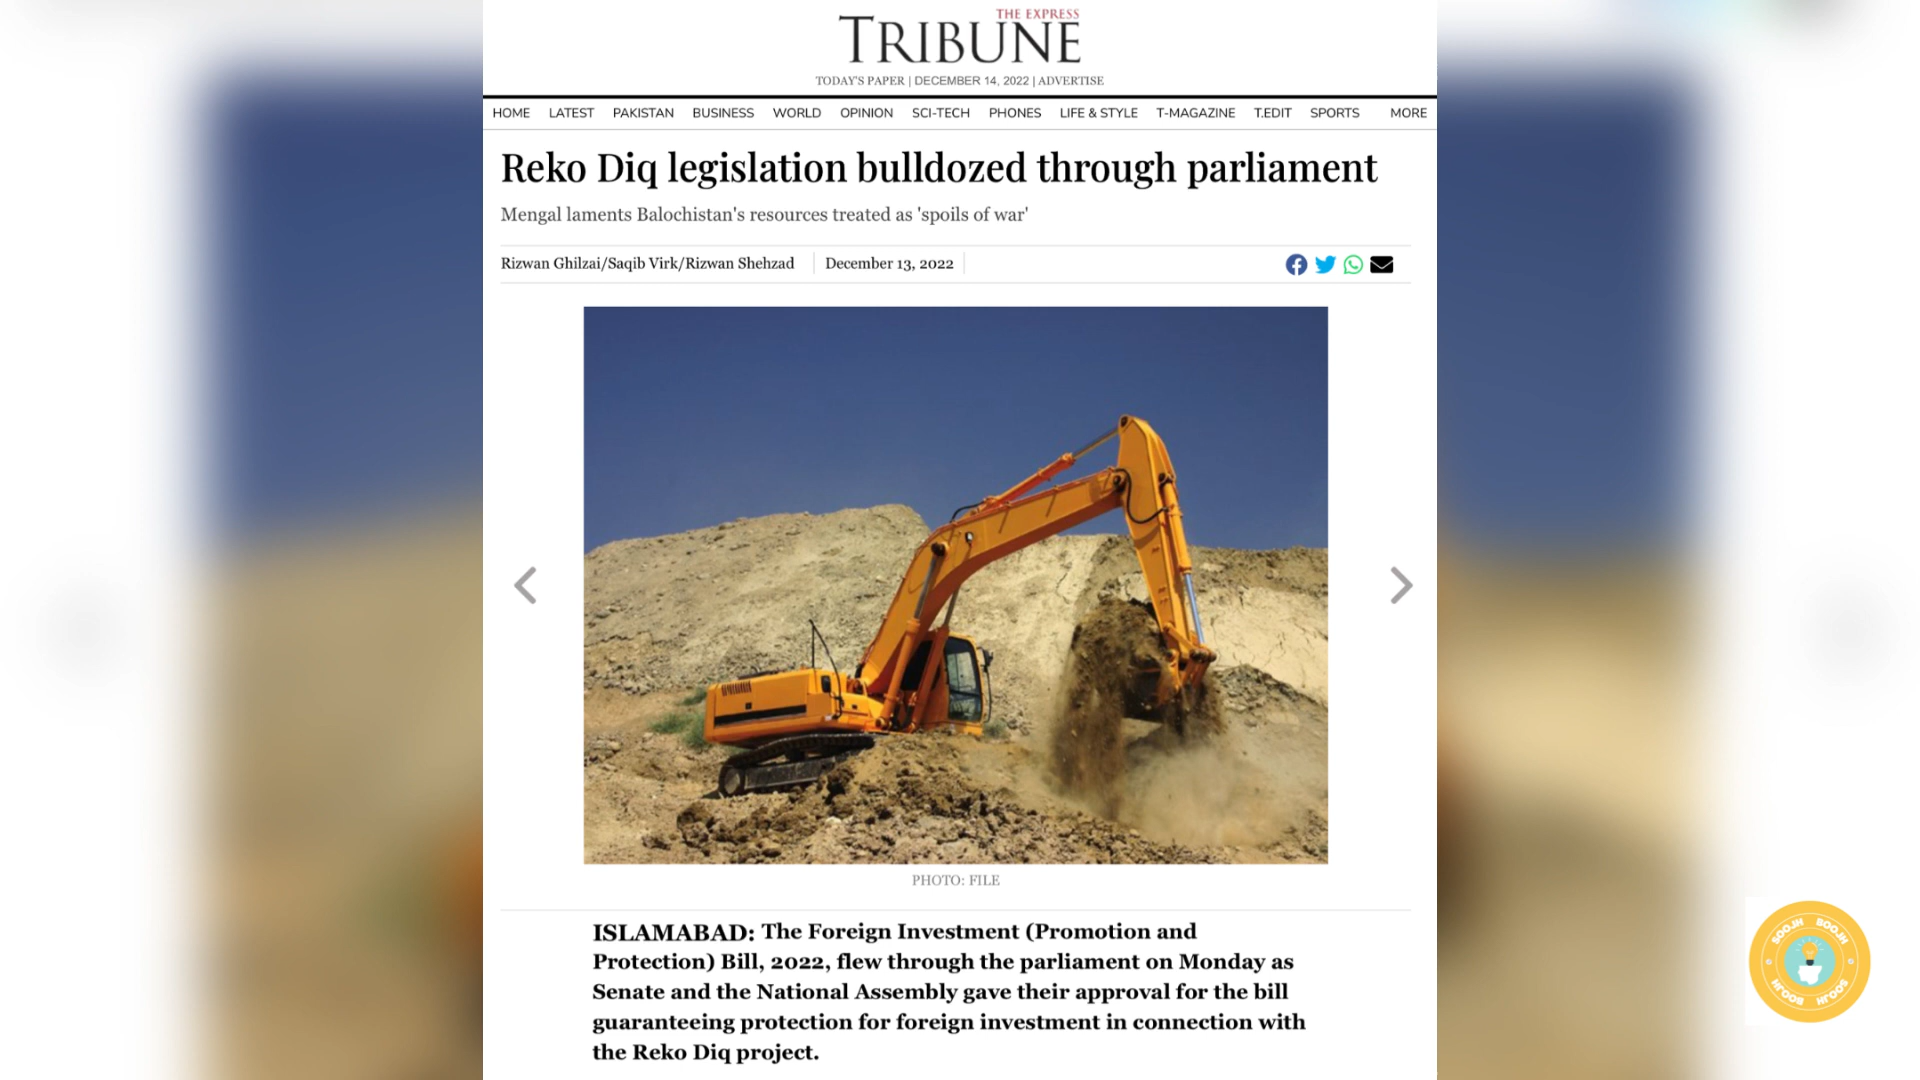 THE EXPRESS
TRIBUNE
TODAY'S PAPER | DECEMBER 14, 2022 | ADVERTISE
HOME LATEST PAKISTAN BUSINESS WORLD OPINION SCI-TECH PHONES LIFE & STYLE T-MAGAZINE T.EDIT SPORTS MORE
Reko Diq legislation bulldozed through parliament
Mengal laments Balochistan's resources treated as 'spoils of war'
Rizwan Ghilzai/Saqib Virk/Rizwan Shehzad December 13, 2022
PHOTO: FILE
ISLAMABAD: The Foreign Investment (Promotion and
Protection) Bill, 2022, flew through the parliament on Monday as
Senate and the National Assembly gave their approval for the bill
guaranteeing protection for foreign investment in connection with
the Reko Diq project.
SOOJH BOOJH
SOOJH BOOJH